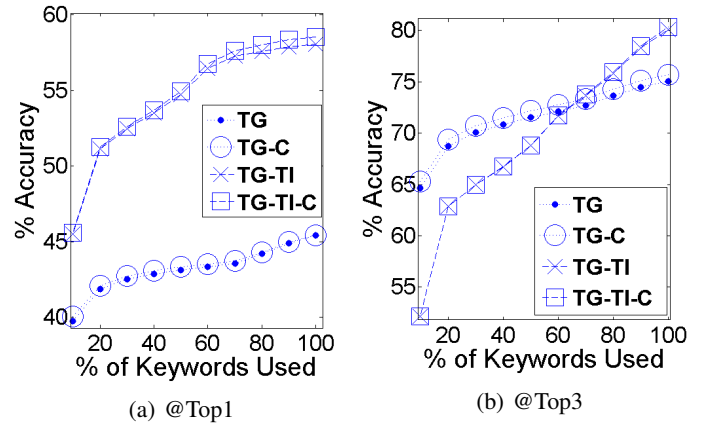 60
55
50
45
40
% Accuracy
TG
TG-C
TG-TI
TG-TI-C
20 40 60 80 100
% of Keywords Used
(a) @Top1
80
75
70
65
60
55
% Accuracy
TG
TG-C
TG-TI
TG-TI-C
20 40 60 80 100
% of Keywords Used
(b) @Top3